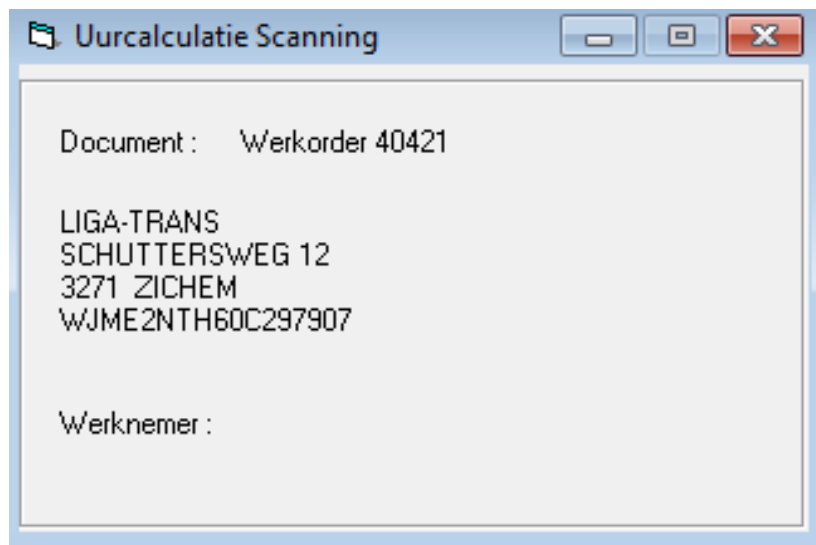 Uurcalculatie Scanning
Document : Werkorder 40421
LIGA-TRANS
SCHUTTERSWEG 12
3271 ZICHEM
WJME2NTH60C297907
Werknemer :